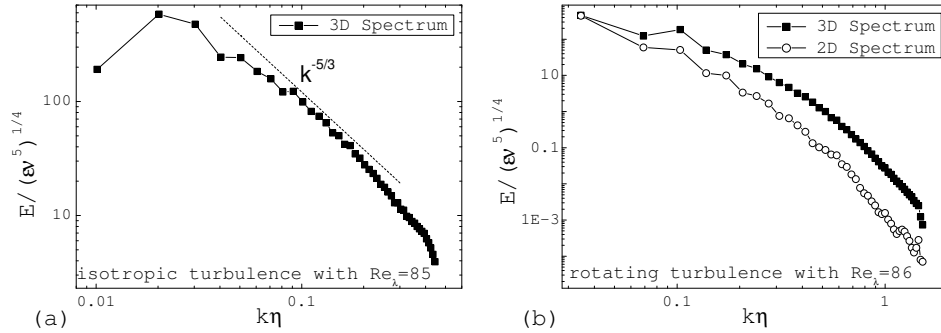 3D Spectrum
k^-5/3
100
10
0.01
0.1
E/(εν^5)^1/4
isotropic turbulence with Re_λ=85
kη
(a)
3D Spectrum
2D Spectrum
10
0.1
1E-3
0.1
1
E/(εν^5)^1/4
rotating turbulence with Re_λ=86
kη
(b)